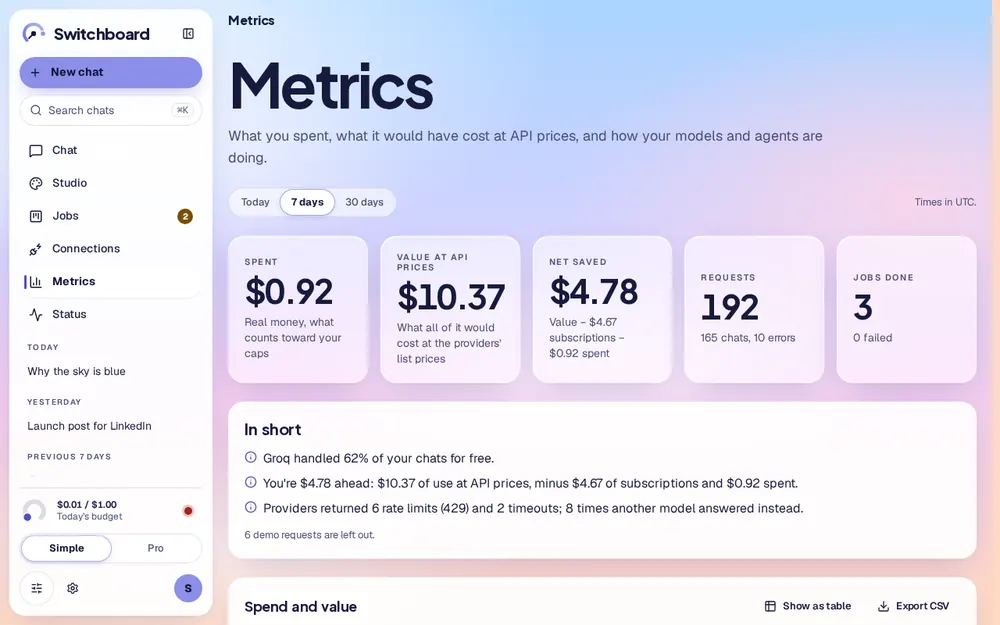 Switchboard
New chat
Search chats
⌘K
Chat
Studio
Jobs
2
Connections
Metrics
Status
TODAY
Why the sky is blue
YESTERDAY
Launch post for LinkedIn
PREVIOUS 7 DAYS
$0.01 / $1.00
Today's budget
Simple
Pro
S
Metrics
Metrics
What you spent, what it would have cost at API prices, and how your models and agents are
doing.
Today
7 days
30 days
Times in UTC.
SPENT
$0.92
Real money, what
counts toward your
caps
VALUE AT API
PRICES
$10.37
What all of it would
cost at the providers'
list prices
NET SAVED
$4.78
Value − $4.67
subscriptions −
$0.92 spent
REQUESTS
192
165 chats, 10 errors
JOBS DONE
3
0 failed
In short
Groq handled 62% of your chats for free.
You're $4.78 ahead: $10.37 of use at API prices, minus $4.67 of subscriptions and $0.92 spent.
Providers returned 6 rate limits (429) and 2 timeouts; 8 times another model answered instead.
6 demo requests are left out.
Spend and value
Show as table
Export CSV